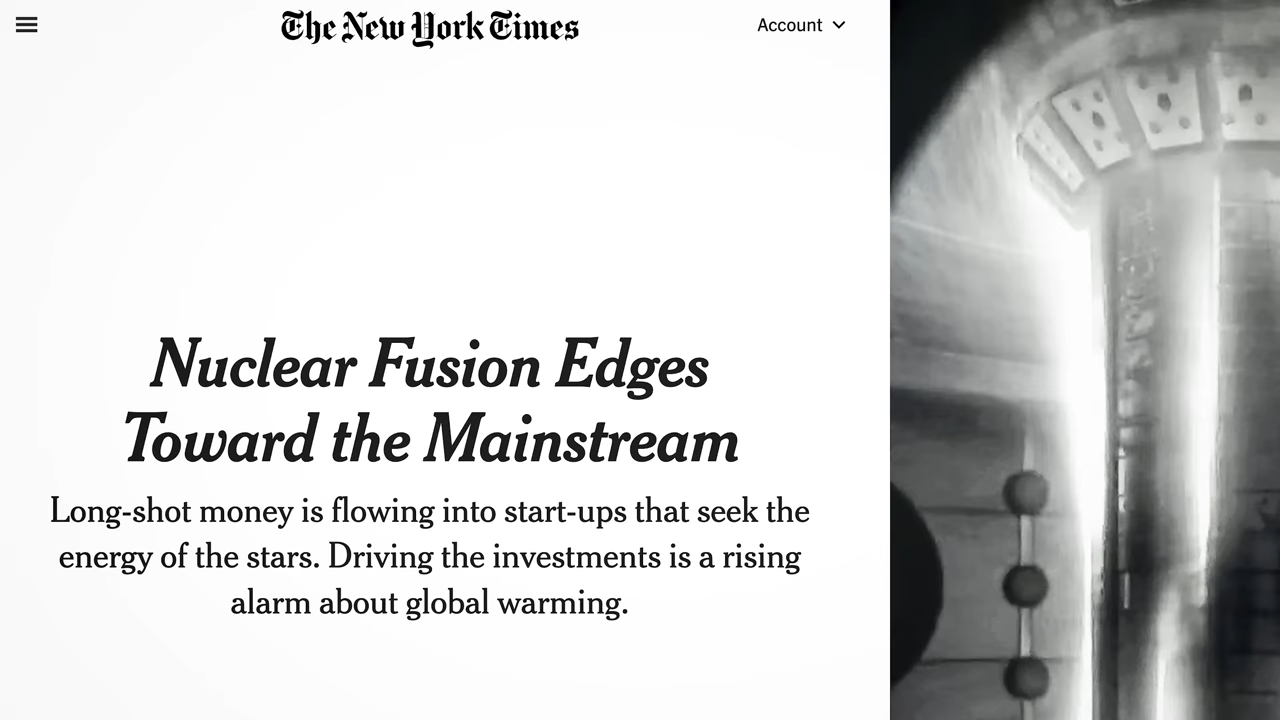 The New York Times
Account
Nuclear Fusion Edges
Toward the Mainstream
Long-shot money is flowing into start-ups that seek the
energy of the stars. Driving the investments is a rising
alarm about global warming.